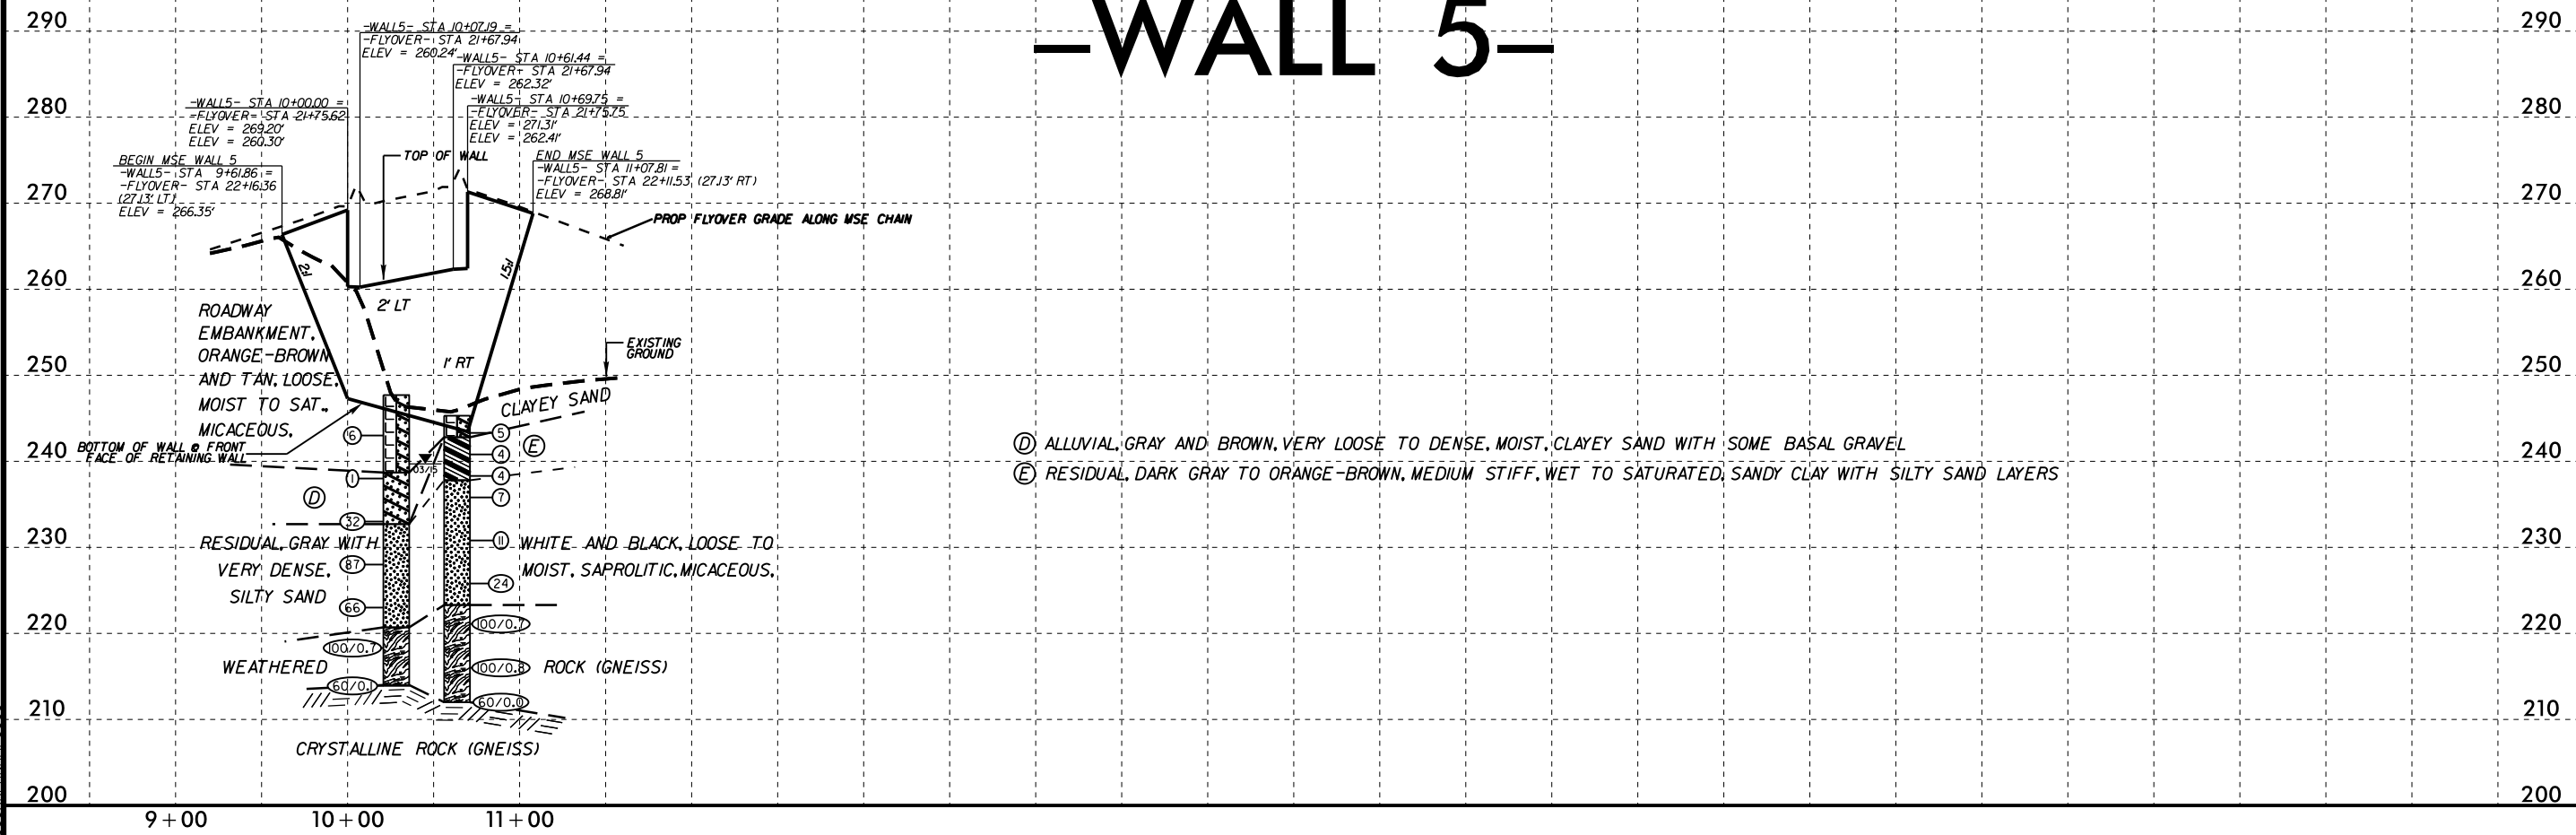 -WALL 5-
290
290
-WALL5- STA 10+07.19 =
-FLYOVER- STA 21+67.94
ELEV = 260.24'
-WALL5- STA 10+61.44 =
-FLYOVER- STA 21+67.94
ELEV = 262.32'
280
280
-WALL5- STA 10+00.00 =
-FLYOVER- STA 21+75.62
ELEV = 269.20'
ELEV = 260.30'
-WALL5- STA 10+69.75 =
-FLYOVER- STA 21+75.75
ELEV = 271.31'
ELEV = 262.41'
BEGIN MSE WALL 5
-WALL5- STA 9+61.86 =
-FLYOVER- STA 22+16.36
(27.13' LT)
ELEV = 266.35'
TOP OF WALL
END MSE WALL 5
-WALL5- STA 11+07.81 =
-FLYOVER- STA 22+11.53 (27.13' RT)
ELEV = 268.81'
270
270
PROP FLYOVER GRADE ALONG MSE CHAIN
260
260
2:1
1.5:1
2' LT
ROADWAY
EMBANKMENT,
ORANGE-BROWN
AND TAN, LOOSE,
MOIST TO SAT.,
MICACEOUS,
CLAYEY SAND
1' RT
EXISTING
GROUND
250
250
BOTTOM OF WALL @ FRONT
FACE OF RETAINING WALL
240
240
6
1
32
87
66
100/0.7
60/0.1
03/15
5
4
4
7
11
24
100/0.7
100/0.8
60/0.0
E
D
D ALLUVIAL, GRAY AND BROWN, VERY LOOSE TO DENSE, MOIST, CLAYEY SAND WITH SOME BASAL GRAVEL
E RESIDUAL, DARK GRAY TO ORANGE-BROWN, MEDIUM STIFF, WET TO SATURATED, SANDY CLAY WITH SILTY SAND LAYERS
230
230
RESIDUAL, GRAY WITH WHITE AND BLACK, LOOSE TO
VERY DENSE, MOIST, SAPROLITIC, MICACEOUS,
SILTY SAND
220
220
WEATHERED ROCK (GNEISS)
210
210
CRYSTALLINE ROCK (GNEISS)
200
200
9+00 10+00 11+00